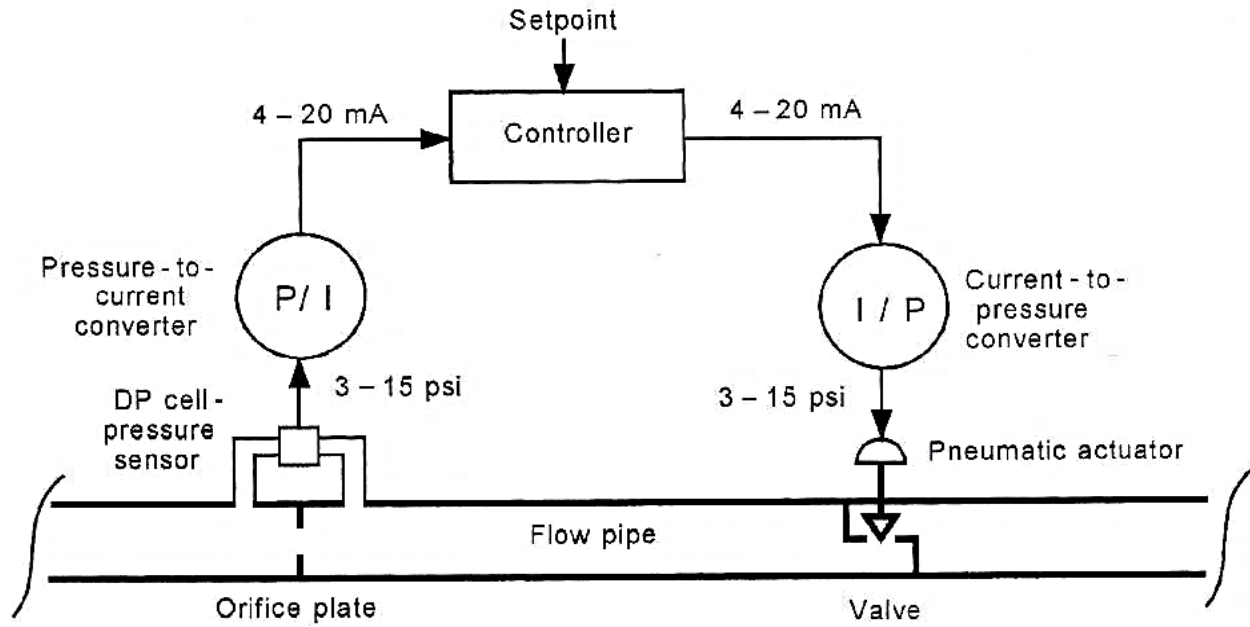 Setpoint
4 – 20 mA
Controller
4 – 20 mA
Pressure - to -
current
converter
P/ I
I / P
Current - to -
pressure
converter
3 – 15 psi
3 – 15 psi
DP cell -
pressure
sensor
Pneumatic actuator
Flow pipe
Orifice plate
Valve